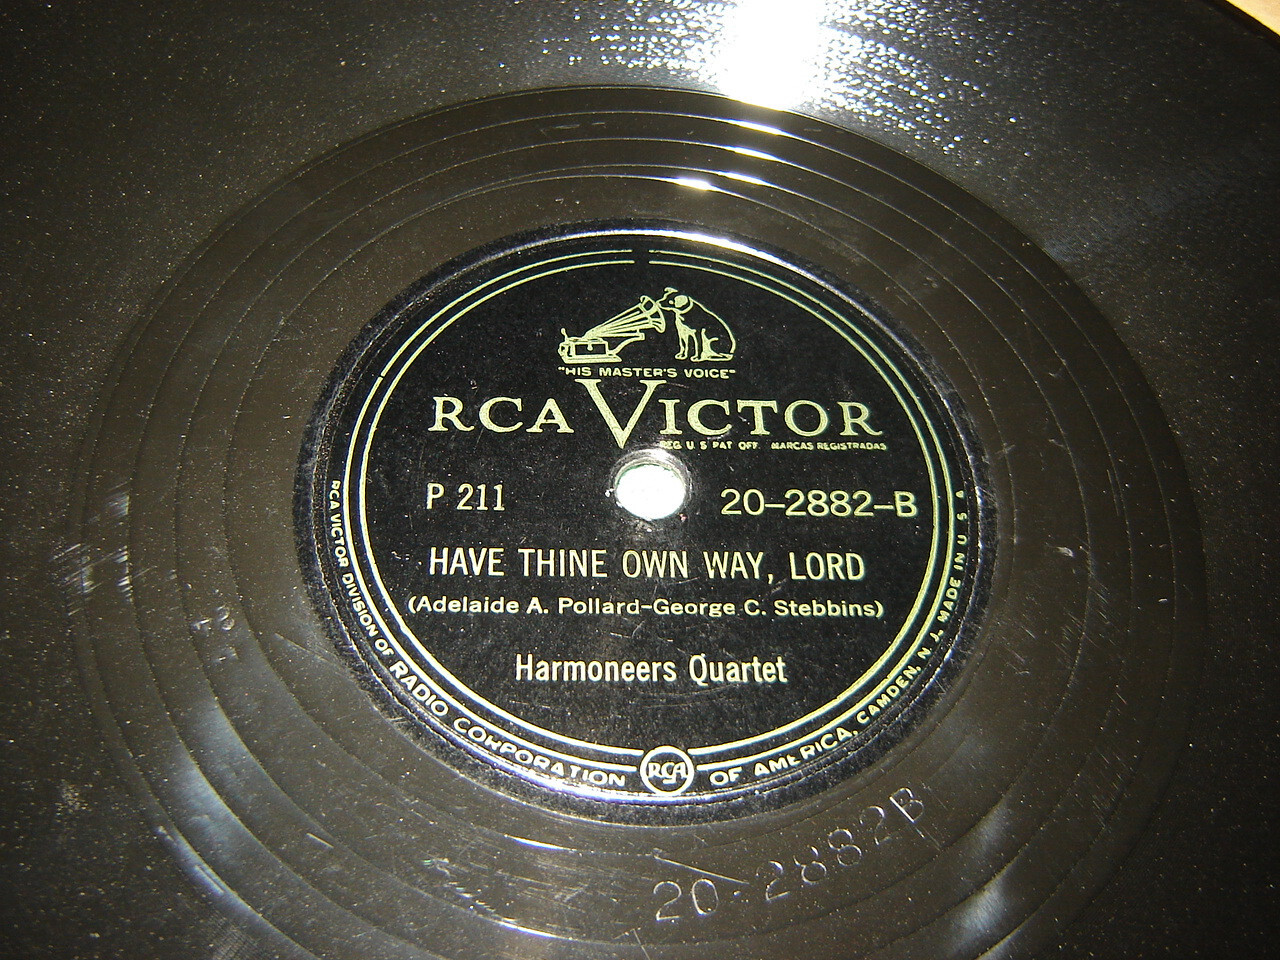 "HIS MASTER'S VOICE"
RCA VICTOR
REG. U. S. PAT. OFF. MARCAS REGISTRADAS
P 211
20-2882-B
HAVE THINE OWN WAY, LORD
(Adelaide A. Pollard-George C. Stebbins)
Harmoneers Quartet
RCA VICTOR DIVISION OF RADIO CORPORATION OF AMERICA, CAMDEN, N. J. MADE IN U. S. A.
RCA
20-2882B